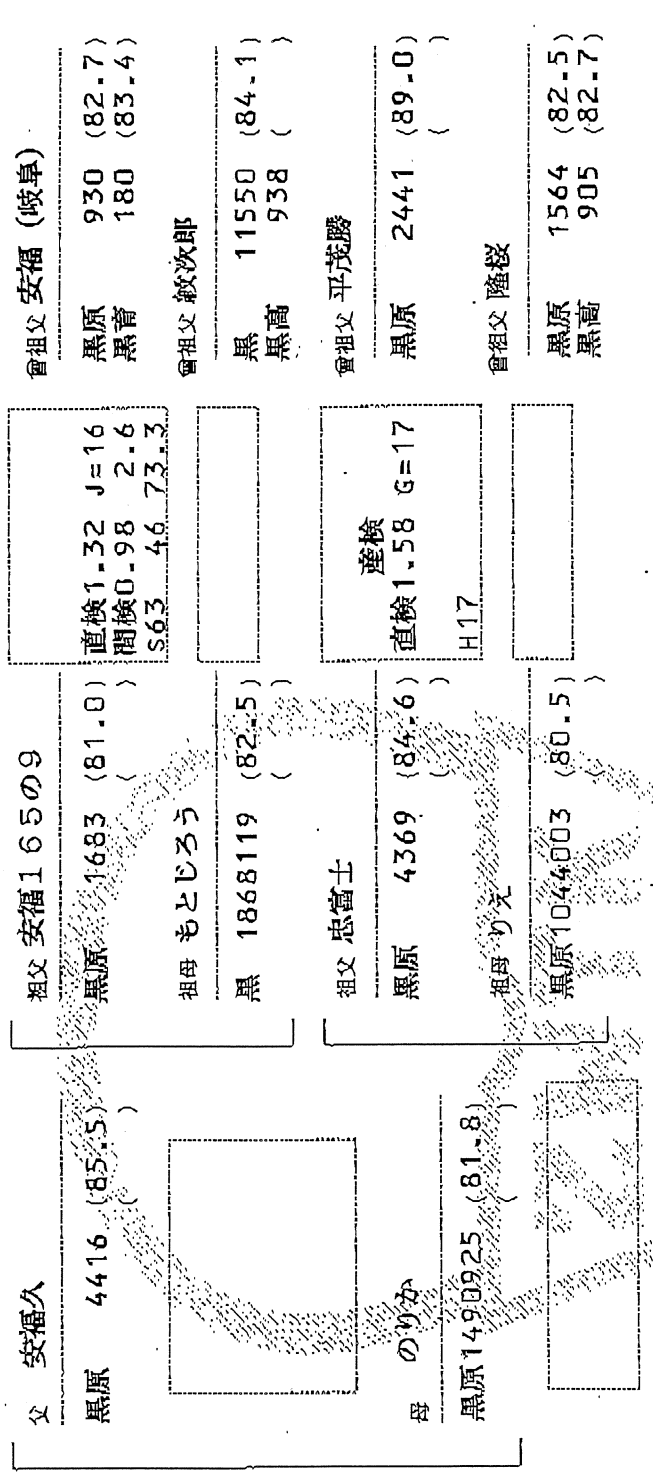 父 安福久
黒原 4416 (85.5)
( )
母 のりか
黒原1490925 (81.8)
( )
祖父 安福165の9
黒原 1683 (81.0)
( )
直検1.32 J=16
間検0.98 2.6
S63 46 73.3
祖母 もとじろう
黒 1868119 (82.5)
( )
祖父 忠富士
黒原 4369 (84.6)
( )
産検
直検1.58 G=17
H17
祖母 りえ
黒原1044003 (80.5)
( )
曾祖父 安福 (岐阜)
黒原 930 (82.7)
黒育 180 (83.4)
曾祖父 紋次郎
黒 11550 (84.1)
黒高 938 ( )
曾祖父 平茂勝
黒原 2441 (89.0)
( )
曾祖父 隆桜
黒原 1564 (82.5)
黒高 905 (82.7)